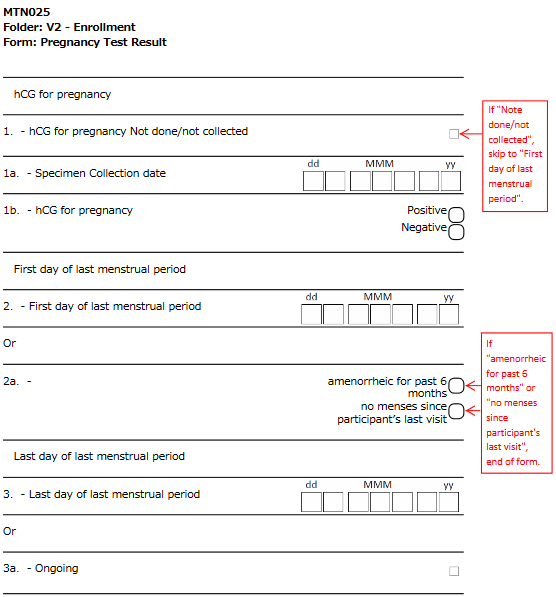 MTN025
Folder: V2 - Enrollment
Form: Pregnancy Test Result
hCG for pregnancy
1. - hCG for pregnancy Not done/not collected
If "Note
done/not
collected",
skip to "First
day of last
menstrual
period".
1a. - Specimen Collection date
dd MMM yy
1b. - hCG for pregnancy
Positive
Negative
First day of last menstrual period
2. - First day of last menstrual period
dd MMM yy
Or
2a. -
amenorrheic for past 6
months
no menses since
participant's last visit
If
"amenorrheic
for past 6
months" or
"no menses
since
participant's
last visit",
end of form.
Last day of last menstrual period
3. - Last day of last menstrual period
dd MMM yy
Or
3a. - Ongoing